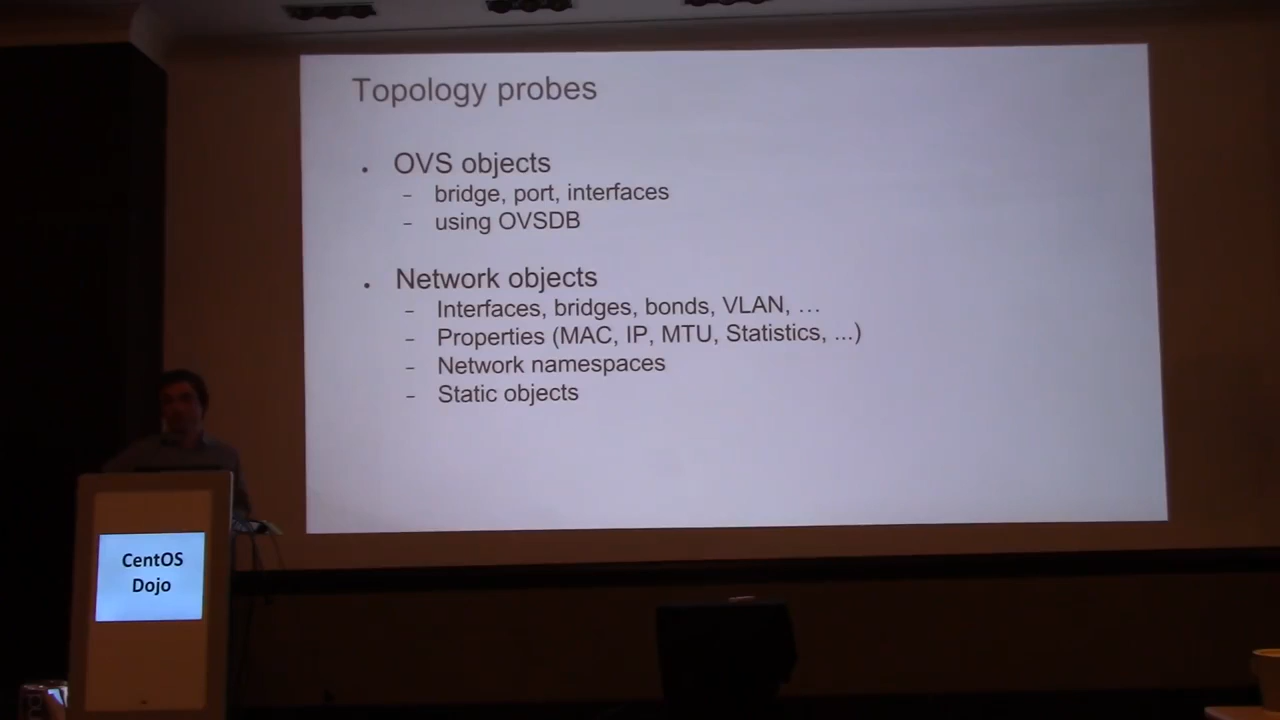 Topology probes
• OVS objects
– bridge, port, interfaces
– using OVSDB
• Network objects
– Interfaces, bridges, bonds, VLAN, …
– Properties (MAC, IP, MTU, Statistics, ...)
– Network namespaces
– Static objects
CentOS
Dojo